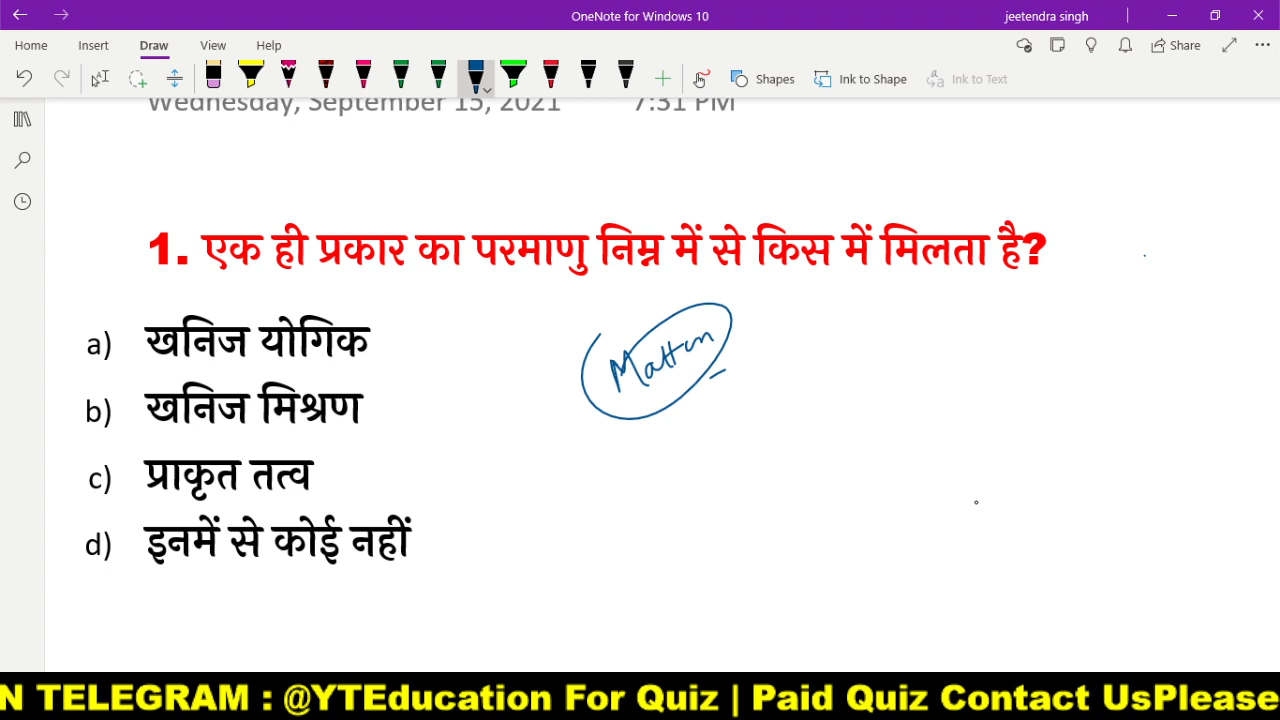 OneNote for Windows 10
jeetendra singh
Home Insert Draw View Help
Share
Shapes
Ink to Shape
Ink to Text
Wednesday, September 15, 2021 7:31 PM
1. एक ही प्रकार का परमाणु निम्न में से किस में मिलता है?
a) खनिज योगिक
b) खनिज मिश्रण
c) प्राकृत तत्व
d) इनमें से कोई नहीं
N TELEGRAM : @YTEducation For Quiz | Paid Quiz Contact UsPlease